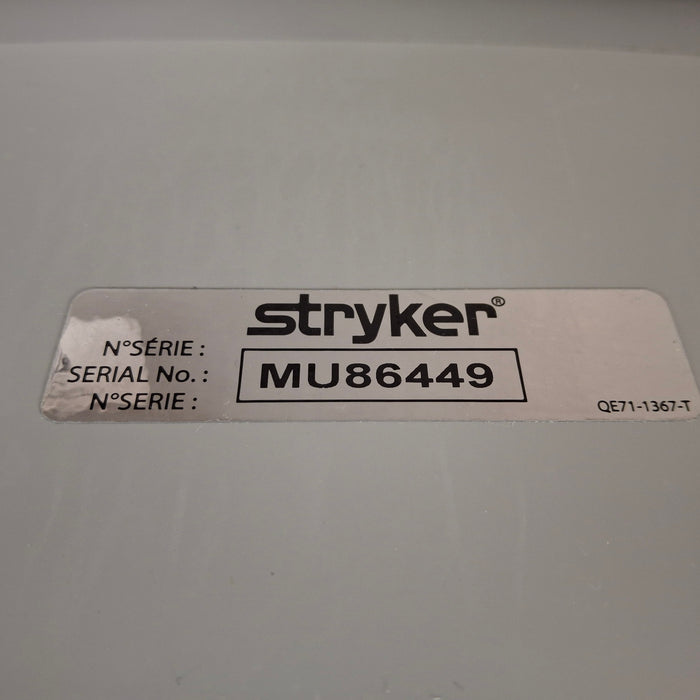 stryker®
N°SÉRIE :
SERIAL No. :
N°SERIE :
MU86449
QE71-1367-T